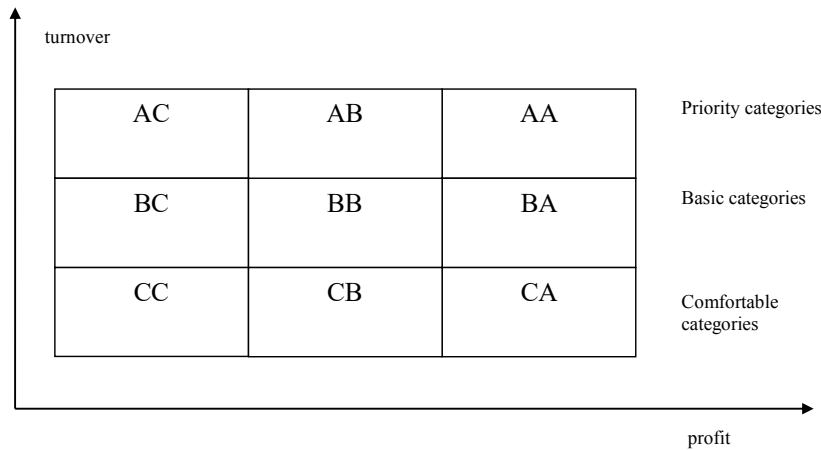 turnover
AC AB AA Priority categories
BC BB BA Basic categories
CC CB CA Comfortable
categories
profit